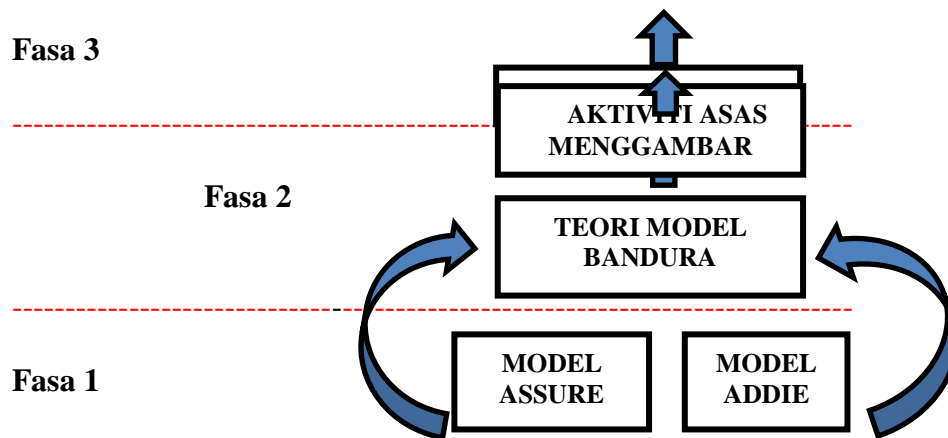 Fasa 3
AKTIVITI ASAS
MENGGAMBAR
Fasa 2
TEORI MODEL
BANDURA
Fasa 1
MODEL
ASSURE
MODEL
ADDIE